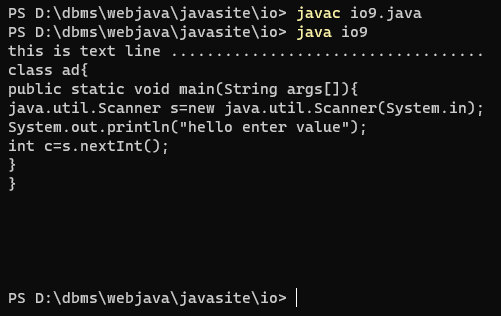 PS D:\dbms\webjava\javasite\io> javac io9.java
PS D:\dbms\webjava\javasite\io> java io9
this is text line ...................................
class ad{
public static void main(String args[]){
java.util.Scanner s=new java.util.Scanner(System.in);
System.out.println("hello enter value");
int c=s.nextInt();
}
}
PS D:\dbms\webjava\javasite\io>